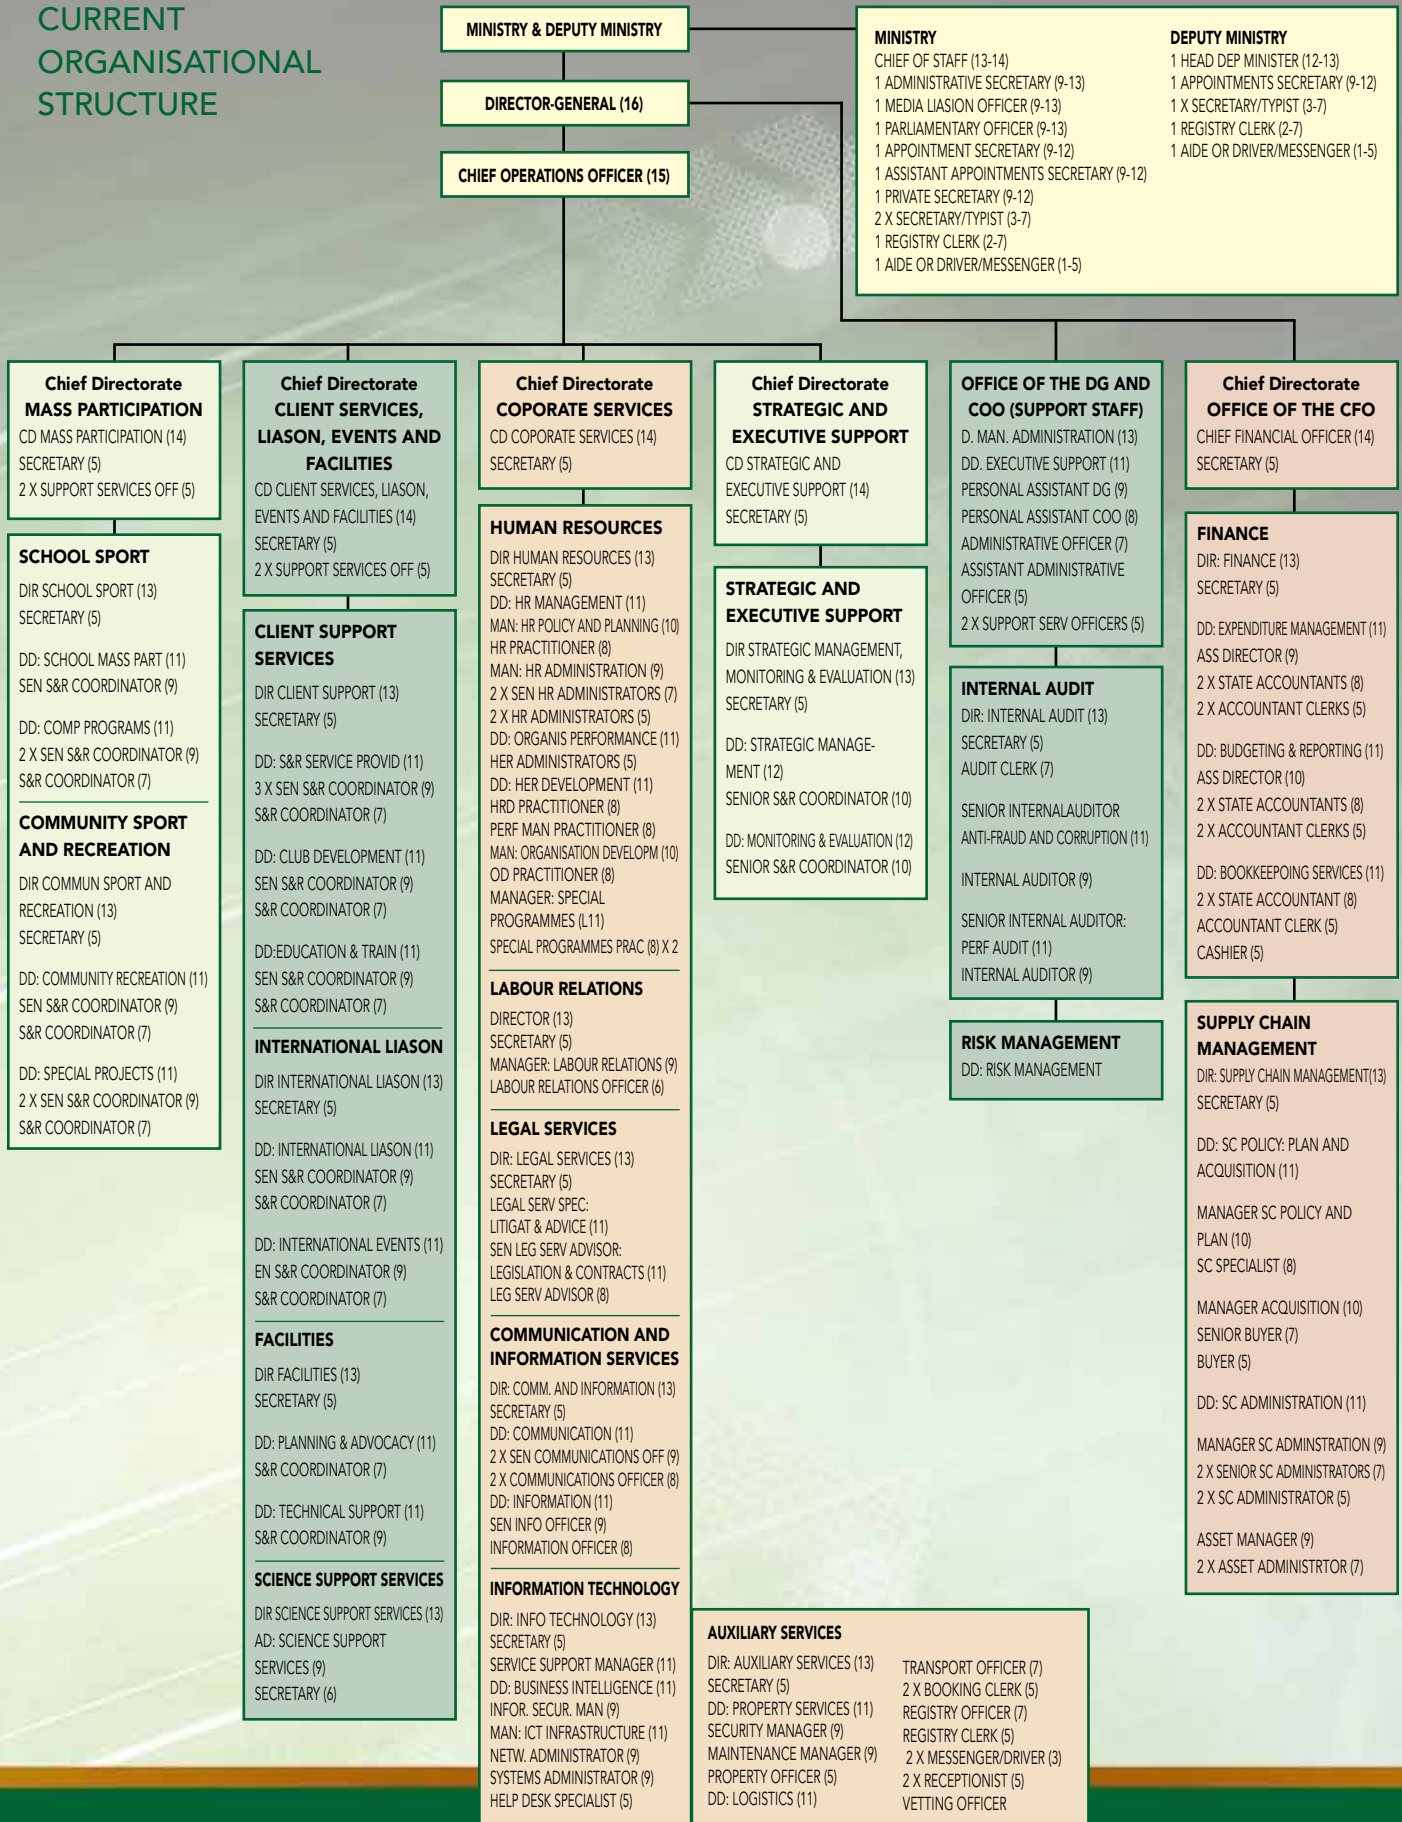 CURRENT
ORGANISATIONAL
STRUCTURE
MINISTRY & DEPUTY MINISTRY
DIRECTOR-GENERAL (16)
CHIEF OPERATIONS OFFICER (15)
MINISTRY
CHIEF OF STAFF (13-14)
1 ADMINISTRATIVE SECRETARY (9-13)
1 MEDIA LIASION OFFICER (9-13)
1 PARLIAMENTARY OFFICER (9-13)
1 APPOINTMENT SECRETARY (9-12)
1 ASSISTANT APPOINTMENTS SECRETARY (9-12)
1 PRIVATE SECRETARY (9-12)
2 X SECRETARY/TYPIST (3-7)
1 REGISTRY CLERK (2-7)
1 AIDE OR DRIVER/MESSENGER (1-5)
DEPUTY MINISTRY
1 HEAD DEP MINISTER (12-13)
1 APPOINTMENTS SECRETARY (9-12)
1 X SECRETARY/TYPIST (3-7)
1 REGISTRY CLERK (2-7)
1 AIDE OR DRIVER/MESSENGER (1-5)
Chief Directorate
MASS PARTICIPATION
CD MASS PARTICIPATION (14)
SECRETARY (5)
2 X SUPPORT SERVICES OFF (5)
SCHOOL SPORT
DIR SCHOOL SPORT (13)
SECRETARY (5)
DD: SCHOOL MASS PART (11)
SEN S&R COORDINATOR (9)
DD: COMP PROGRAMS (11)
2 X SEN S&R COORDINATOR (9)
S&R COORDINATOR (7)
COMMUNITY SPORT
AND RECREATION
DIR COMMUN SPORT AND
RECREATION (13)
SECRETARY (5)
DD: COMMUNITY RECREATION (11)
SEN S&R COORDINATOR (9)
S&R COORDINATOR (7)
DD: SPECIAL PROJECTS (11)
2 X SEN S&R COORDINATOR (9)
S&R COORDINATOR (7)
Chief Directorate
CLIENT SERVICES,
LIASON, EVENTS AND
FACILITIES
CD CLIENT SERVICES, LIASON,
EVENTS AND FACILITIES (14)
SECRETARY (5)
2 X SUPPORT SERVICES OFF (5)
CLIENT SUPPORT
SERVICES
DIR CLIENT SUPPORT (13)
SECRETARY (5)
DD: S&R SERVICE PROVID (11)
3 X SEN S&R COORDINATOR (9)
S&R COORDINATOR (7)
DD: CLUB DEVELOPMENT (11)
SEN S&R COORDINATOR (9)
S&R COORDINATOR (7)
DD:EDUCATION & TRAIN (11)
SEN S&R COORDINATOR (9)
S&R COORDINATOR (7)
INTERNATIONAL LIASON
DIR INTERNATIONAL LIASON (13)
SECRETARY (5)
DD: INTERNATIONAL LIASON (11)
SEN S&R COORDINATOR (9)
S&R COORDINATOR (7)
DD: INTERNATIONAL EVENTS (11)
EN S&R COORDINATOR (9)
S&R COORDINATOR (7)
FACILITIES
DIR FACILITIES (13)
SECRETARY (5)
DD: PLANNING & ADVOCACY (11)
S&R COORDINATOR (7)
DD: TECHNICAL SUPPORT (11)
S&R COORDINATOR (9)
SCIENCE SUPPORT SERVICES
DIR SCIENCE SUPPORT SERVICES (13)
AD: SCIENCE SUPPORT
SERVICES (9)
SECRETARY (6)
Chief Directorate
COPORATE SERVICES
CD COPORATE SERVICES (14)
SECRETARY (5)
HUMAN RESOURCES
DIR HUMAN RESOURCES (13)
SECRETARY (5)
DD: HR MANAGEMENT (11)
MAN: HR POLICY AND PLANNING (10)
HR PRACTITIONER (8)
MAN: HR ADMINISTRATION (9)
2 X SEN HR ADMINISTRATORS (7)
2 X HR ADMINISTRATORS (5)
DD: ORGANIS PERFORMANCE (11)
HER ADMINISTRATORS (5)
DD: HER DEVELOPMENT (11)
HRD PRACTITIONER (8)
PERF MAN PRACTITIONER (8)
MAN: ORGANISATION DEVELOPM (10)
OD PRACTITIONER (8)
MANAGER: SPECIAL
PROGRAMMES (L11)
SPECIAL PROGRAMMES PRAC (8) X 2
LABOUR RELATIONS
DIRECTOR (13)
SECRETARY (5)
MANAGER: LABOUR RELATIONS (9)
LABOUR RELATIONS OFFICER (6)
LEGAL SERVICES
DIR: LEGAL SERVICES (13)
SECRETARY (5)
LEGAL SERV SPEC:
LITIGAT & ADVICE (11)
SEN LEG SERV ADVISOR:
LEGISLATION & CONTRACTS (11)
LEG SERV ADVISOR (8)
COMMUNICATION AND
INFORMATION SERVICES
DIR: COMM. AND INFORMATION (13)
SECRETARY (5)
DD: COMMUNICATION (11)
2 X SEN COMMUNICATIONS OFF (9)
2 X COMMUNICATIONS OFFICER (8)
DD: INFORMATION (11)
SEN INFO OFFICER (9)
INFORMATION OFFICER (8)
INFORMATION TECHNOLOGY
DIR: INFO TECHNOLOGY (13)
SECRETARY (5)
SERVICE SUPPORT MANAGER (11)
DD: BUSINESS INTELLIGENCE (11)
INFOR. SECUR. MAN (9)
MAN: ICT INFRASTRUCTURE (11)
NETW. ADMINISTRATOR (9)
SYSTEMS ADMINISTRATOR (9)
HELP DESK SPECIALIST (5)
AUXILIARY SERVICES
DIR: AUXILIARY SERVICES (13)
SECRETARY (5)
DD: PROPERTY SERVICES (11)
SECURITY MANAGER (9)
MAINTENANCE MANAGER (9)
PROPERTY OFFICER (5)
DD: LOGISTICS (11)
TRANSPORT OFFICER (7)
2 X BOOKING CLERK (5)
REGISTRY OFFICER (7)
REGISTRY CLERK (5)
2 X MESSENGER/DRIVER (3)
2 X RECEPTIONIST (5)
VETTING OFFICER
Chief Directorate
STRATEGIC AND
EXECUTIVE SUPPORT
CD STRATEGIC AND
EXECUTIVE SUPPORT (14)
SECRETARY (5)
STRATEGIC AND
EXECUTIVE SUPPORT
DIR STRATEGIC MANAGEMENT,
MONITORING & EVALUATION (13)
SECRETARY (5)
DD: STRATEGIC MANAGE-
MENT (12)
SENIOR S&R COORDINATOR (10)
DD: MONITORING & EVALUATION (12)
SENIOR S&R COORDINATOR (10)
OFFICE OF THE DG AND
COO (SUPPORT STAFF)
D. MAN. ADMINISTRATION (13)
DD. EXECUTIVE SUPPORT (11)
PERSONAL ASSISTANT DG (9)
PERSONAL ASSISTANT COO (8)
ADMINISTRATIVE OFFICER (7)
ASSISTANT ADMINISTRATIVE
OFFICER (5)
2 X SUPPORT SERV OFFICERS (5)
INTERNAL AUDIT
DIR: INTERNAL AUDIT (13)
SECRETARY (5)
AUDIT CLERK (7)
SENIOR INTERNALAUDITOR
ANTI-FRAUD AND CORRUPTION (11)
INTERNAL AUDITOR (9)
SENIOR INTERNAL AUDITOR:
PERF AUDIT (11)
INTERNAL AUDITOR (9)
RISK MANAGEMENT
DD: RISK MANAGEMENT
Chief Directorate
OFFICE OF THE CFO
CHIEF FINANCIAL OFFICER (14)
SECRETARY (5)
FINANCE
DIR: FINANCE (13)
SECRETARY (5)
DD: EXPENDITURE MANAGEMENT (11)
ASS DIRECTOR (9)
2 X STATE ACCOUNTANTS (8)
2 X ACCOUNTANT CLERKS (5)
DD: BUDGETING & REPORTING (11)
ASS DIRECTOR (10)
2 X STATE ACCOUNTANTS (8)
2 X ACCOUNTANT CLERKS (5)
DD: BOOKKEEPOING SERVICES (11)
2 X STATE ACCOUNTANT (8)
ACCOUNTANT CLERK (5)
CASHIER (5)
SUPPLY CHAIN
MANAGEMENT
DIR: SUPPLY CHAIN MANAGEMENT(13)
SECRETARY (5)
DD: SC POLICY: PLAN AND
ACQUISITION (11)
MANAGER SC POLICY AND
PLAN (10)
SC SPECIALIST (8)
MANAGER ACQUISITION (10)
SENIOR BUYER (7)
BUYER (5)
DD: SC ADMINISTRATION (11)
MANAGER SC ADMINSTRATION (9)
2 X SENIOR SC ADMINISTRATORS (7)
2 X SC ADMINISTRATOR (5)
ASSET MANAGER (9)
2 X ASSET ADMINISTRTOR (7)